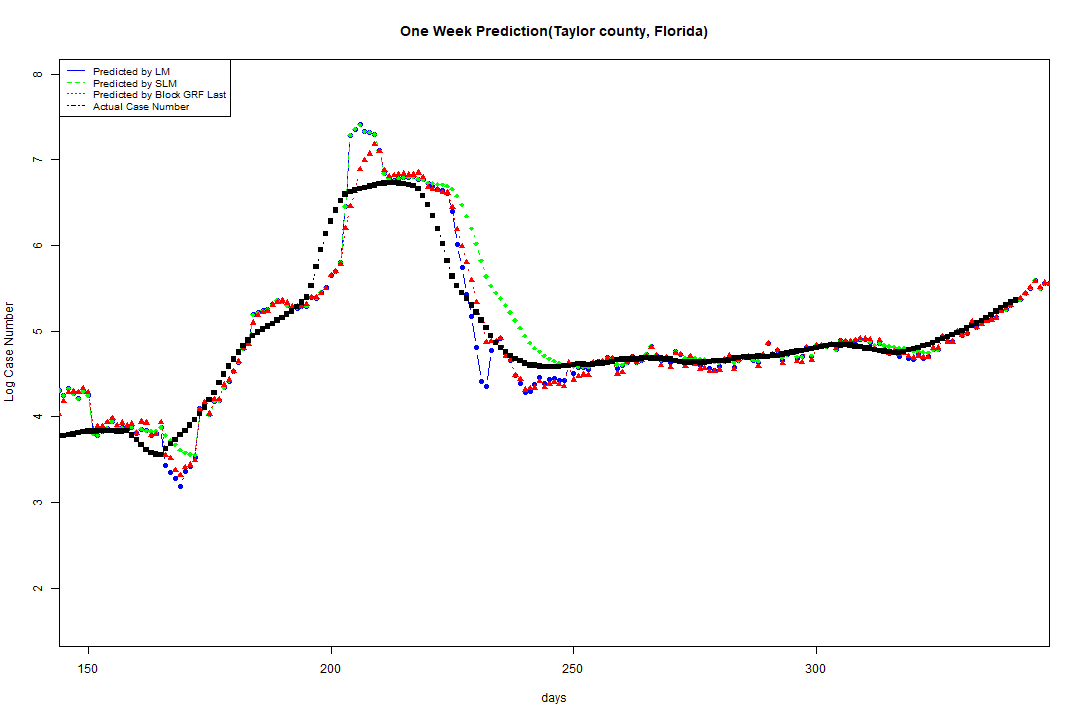 One Week Prediction(Taylor county, Florida)
Predicted by LM
Predicted by SLM
Predicted by Block GRF Last
Actual Case Number
8
7
6
5
4
3
2
Log Case Number
150 200 250 300
days